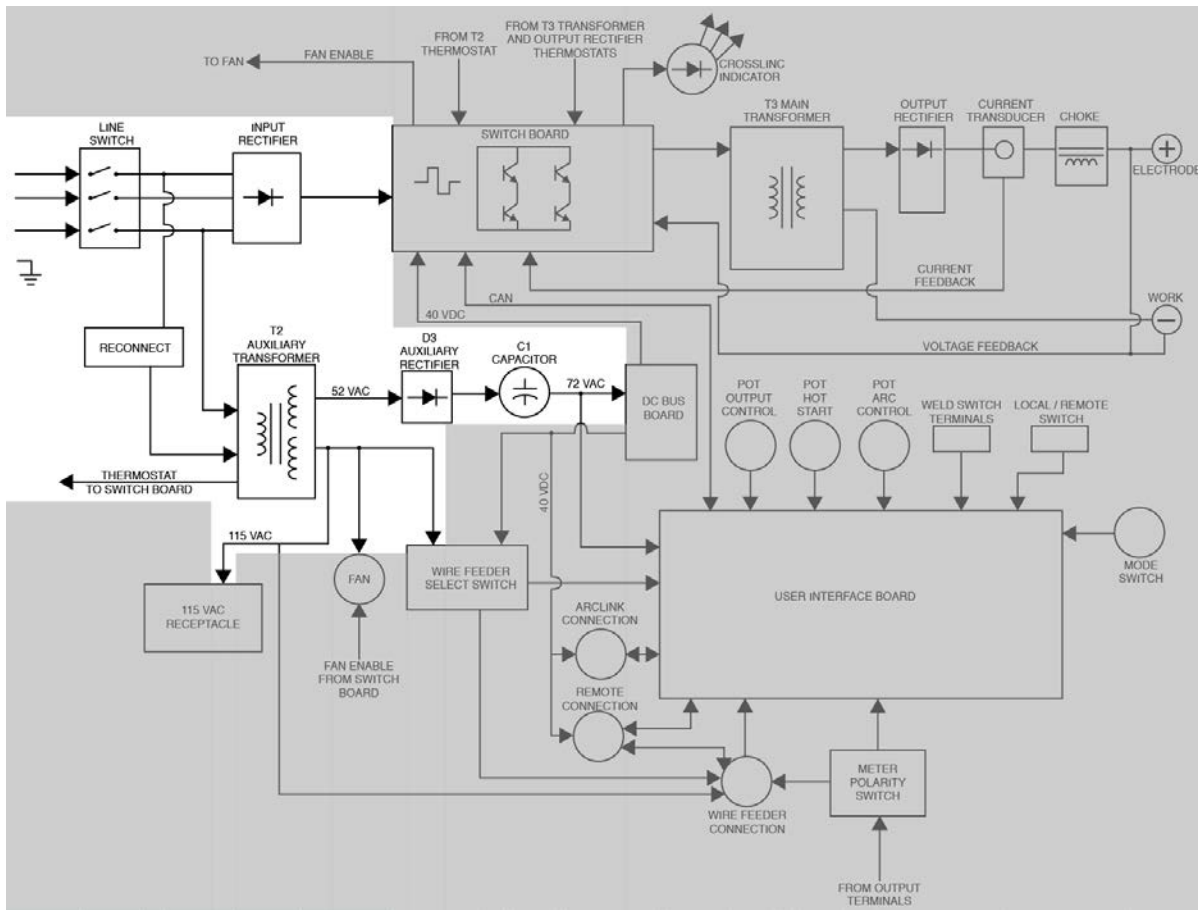 FROM T2
THERMOSTAT
FROM T3 TRANSFORMER
AND OUTPUT RECTIFIER
THERMOSTATS
TO FAN
FAN ENABLE
CROSSLINC
INDICATOR
LINE
SWITCH
INPUT
RECTIFIER
SWITCH BOARD
T3 MAIN
TRANSFORMER
OUTPUT
RECTIFIER
CURRENT
TRANSDUCER
CHOKE
ELECTRODE
CURRENT
FEEDBACK
CAN
40 VDC
WORK
VOLTAGE FEEDBACK
RECONNECT
T2
AUXILIARY
TRANSFORMER
52 VAC
D3
AUXILIARY
RECTIFIER
C1
CAPACITOR
72 VAC
DC BUS
BOARD
POT
OUTPUT
CONTROL
POT
HOT
START
POT
ARC
CONTROL
WELD SWITCH
TERMINALS
LOCAL / REMOTE
SWITCH
THERMOSTAT
TO SWITCH BOARD
40 VDC
115 VAC
FAN
WIRE FEEDER
SELECT SWITCH
MODE
SWITCH
USER INTERFACE BOARD
115 VAC
RECEPTACLE
ARCLINK
CONNECTION
FAN ENABLE
FROM SWITCH
BOARD
REMOTE
CONNECTION
METER
POLARITY
SWITCH
WIRE FEEDER
CONNECTION
FROM OUTPUT
TERMINALS